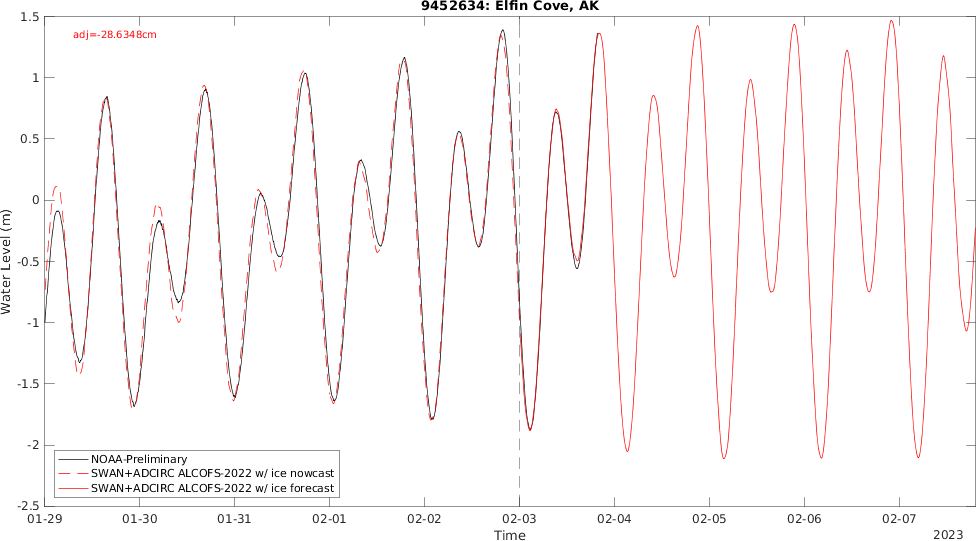 9452634: Elfin Cove, AK
adj=-28.6348cm
Water Level (m)
1.5
1
0.5
0
-0.5
-1
-1.5
-2
-2.5
NOAA-Preliminary
SWAN+ADCIRC ALCOFS-2022 w/ ice nowcast
SWAN+ADCIRC ALCOFS-2022 w/ ice forecast
01-29 01-30 01-31 02-01 02-02 02-03 02-04 02-05 02-06 02-07
Time
2023